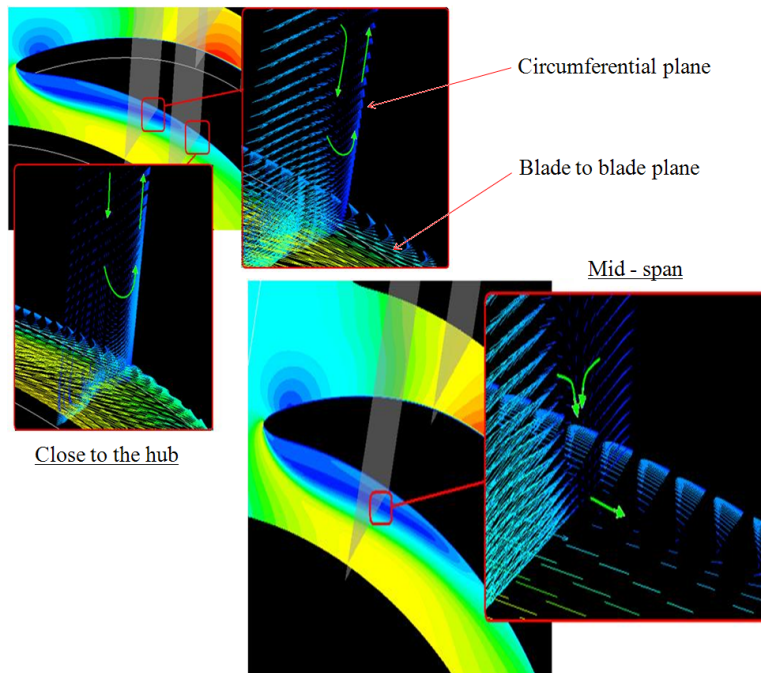 Circumferential plane
Blade to blade plane
Mid - span
Close to the hub